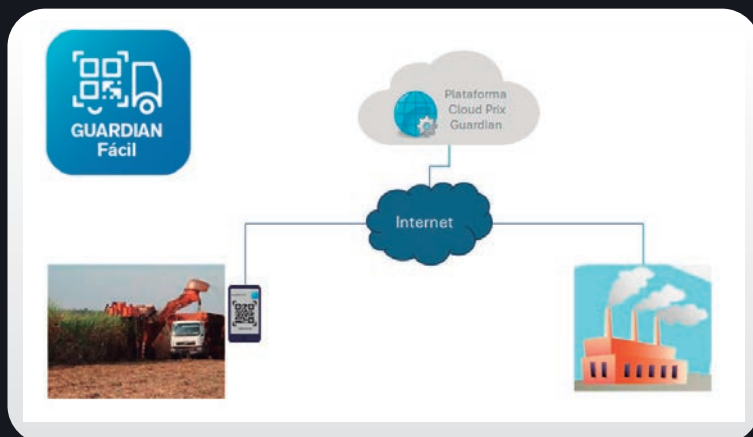 GUARDIAN
Fácil
Plataforma
Cloud Prix
Guardian
Internet